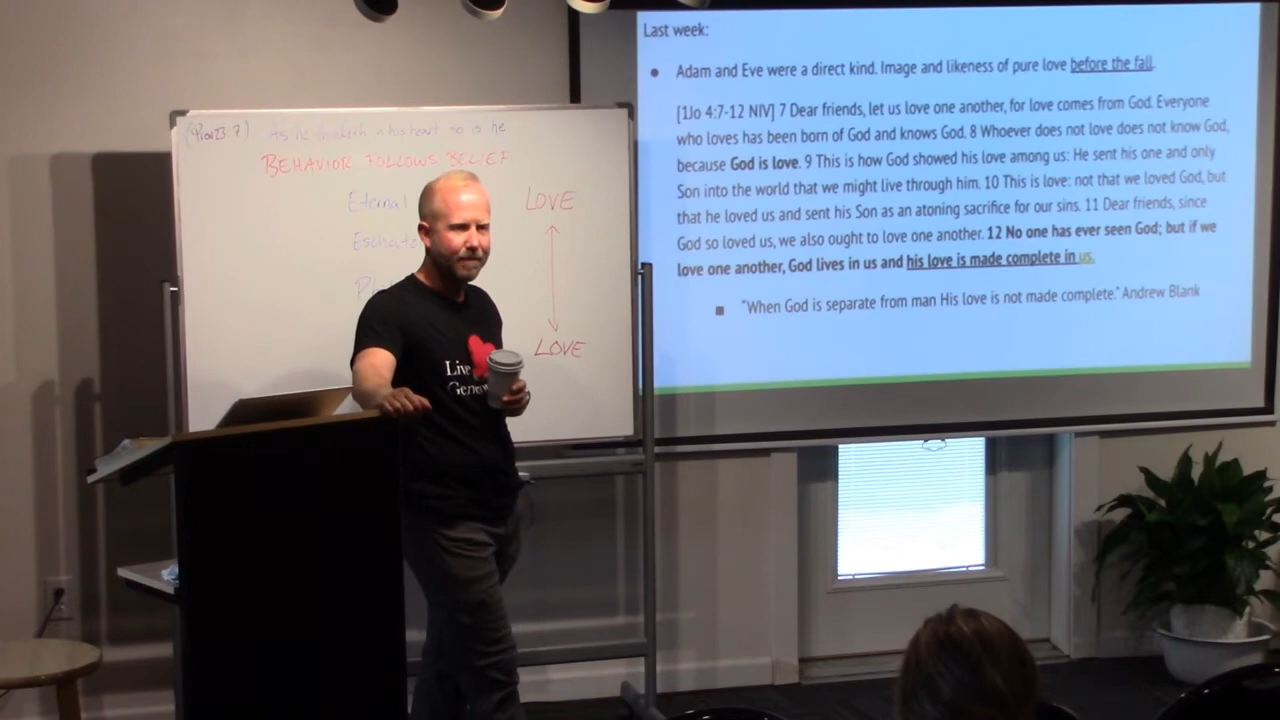 (Prov 23:7) As he thinketh in his heart so is he
BEHAVIOR FOLLOWS BELIEF
Eternal
LOVE
LOVE
Live
Last week:
● Adam and Eve were a direct kind. Image and likeness of pure love before the fall.
[1Jo 4:7-12 NIV] 7 Dear friends, let us love one another, for love comes from God. Everyone
who loves has been born of God and knows God. 8 Whoever does not love does not know God,
because God is love. 9 This is how God showed his love among us: He sent his one and only
Son into the world that we might live through him. 10 This is love: not that we loved God, but
that he loved us and sent his Son as an atoning sacrifice for our sins. 11 Dear friends, since
God so loved us, we also ought to love one another. 12 No one has ever seen God; but if we
love one another, God lives in us and his love is made complete in us.
■ "When God is separate from man His love is not made complete." Andrew Blank